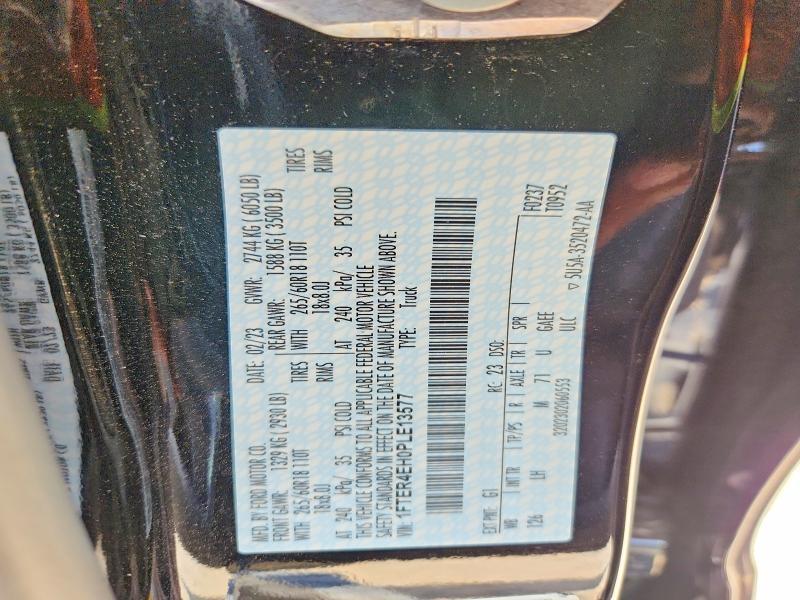 MFD. BY FORD MOTOR CO.
DATE: 02/23 GVWR: 2744 KG ( 6050 LB)
FRONT GAWR: 1329 KG ( 2930 LB) REAR GAWR: 1588 KG ( 3500 LB)
WITH 265/60R18 110T TIRES WITH 265/60R18 110T TIRES
18x8.0J RIMS 18x8.0J RIMS
AT 240 kPa/ 35 PSI COLD AT 240 kPa/ 35 PSI COLD
THIS VEHICLE CONFORMS TO ALL APPLICABLE FEDERAL MOTOR VEHICLE
SAFETY STANDARDS IN EFFECT ON THE DATE OF MANUFACTURE SHOWN ABOVE.
VIN: 1FTER4EH0PLE13577 TYPE: Truck
F0237
T0952
EXT PNT: G1 RC: 23 DSO:
WB INT TR TP/PS R AXLE TR SPR
126 LH M 71 U GAEE
3202302060553 ULC
5U5A-3520472-AA